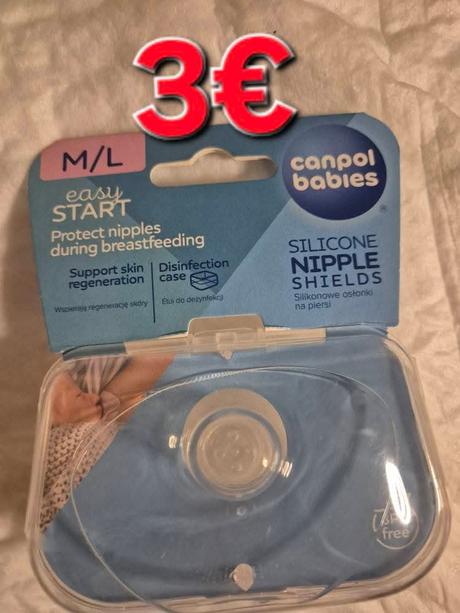 3€
M/L
canpol
babies
easy
START
Protect nipples
during breastfeeding
Support skin
regeneration
Disinfection
case
Wspierają regenerację skóry
Etui do dezynfekcji
SILICONE
NIPPLE
SHIELDS
Silikonowe osłonki
na piersi
free